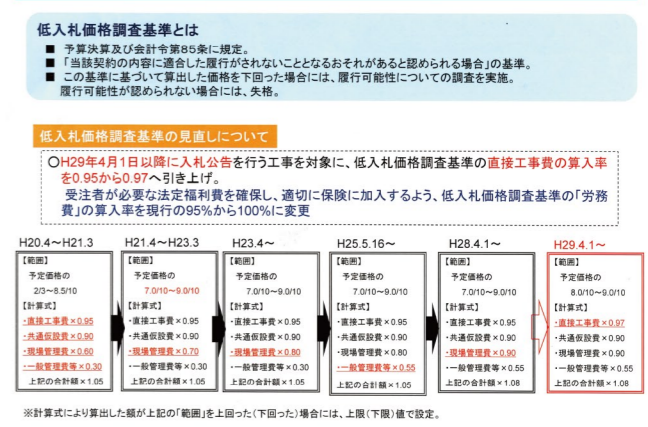 低入札価格調査基準とは
■ 予算決算及び会計令第85条に規定。
■ 「当該契約の内容に適合した履行がされないこととなるおそれがあると認められる場合」の基準。
■ この基準に基づいて算出した価格を下回った場合には、履行可能性についての調査を実施。
履行可能性が認められない場合には、失格。
低入札価格調査基準の見直しについて
〇H29年4月1日以降に入札公告を行う工事を対象に、低入札価格調査基準の直接工事費の算入率
を0.95から0.97へ引き上げ。
受注者が必要な法定福利費を確保し、適切に保険に加入するよう、低入札価格調査基準の「労務
費」の算入率を現行の95%から100%に変更
H20.4～H21.3
【範囲】
予定価格の
2/3～8.5/10
【計算式】
・直接工事費×0.95
・共通仮設費×0.90
・現場管理費×0.60
・一般管理費等×0.30
上記の合計額×1.05
H21.4～H23.3
【範囲】
予定価格の
7.0/10～9.0/10
【計算式】
・直接工事費×0.95
・共通仮設費×0.90
・現場管理費×0.70
・一般管理費等×0.30
上記の合計額×1.05
H23.4～
【範囲】
予定価格の
7.0/10～9.0/10
【計算式】
・直接工事費×0.95
・共通仮設費×0.90
・現場管理費×0.80
・一般管理費等×0.30
上記の合計額×1.05
H25.5.16～
【範囲】
予定価格の
7.0/10～9.0/10
【計算式】
・直接工事費×0.95
・共通仮設費×0.90
・現場管理費×0.80
・一般管理費等×0.55
上記の合計額×1.05
H28.4.1～
【範囲】
予定価格の
7.0/10～9.0/10
【計算式】
・直接工事費×0.95
・共通仮設費×0.90
・現場管理費×0.90
・一般管理費等×0.55
上記の合計額×1.08
H29.4.1～
【範囲】
予定価格の
8.0/10～9.0/10
【計算式】
・直接工事費×0.97
・共通仮設費×0.90
・現場管理費×0.90
・一般管理費等×0.55
上記の合計額×1.08
※計算式により算出した額が上記の「範囲」を上回った(下回った)場合には、上限(下限)値で設定。